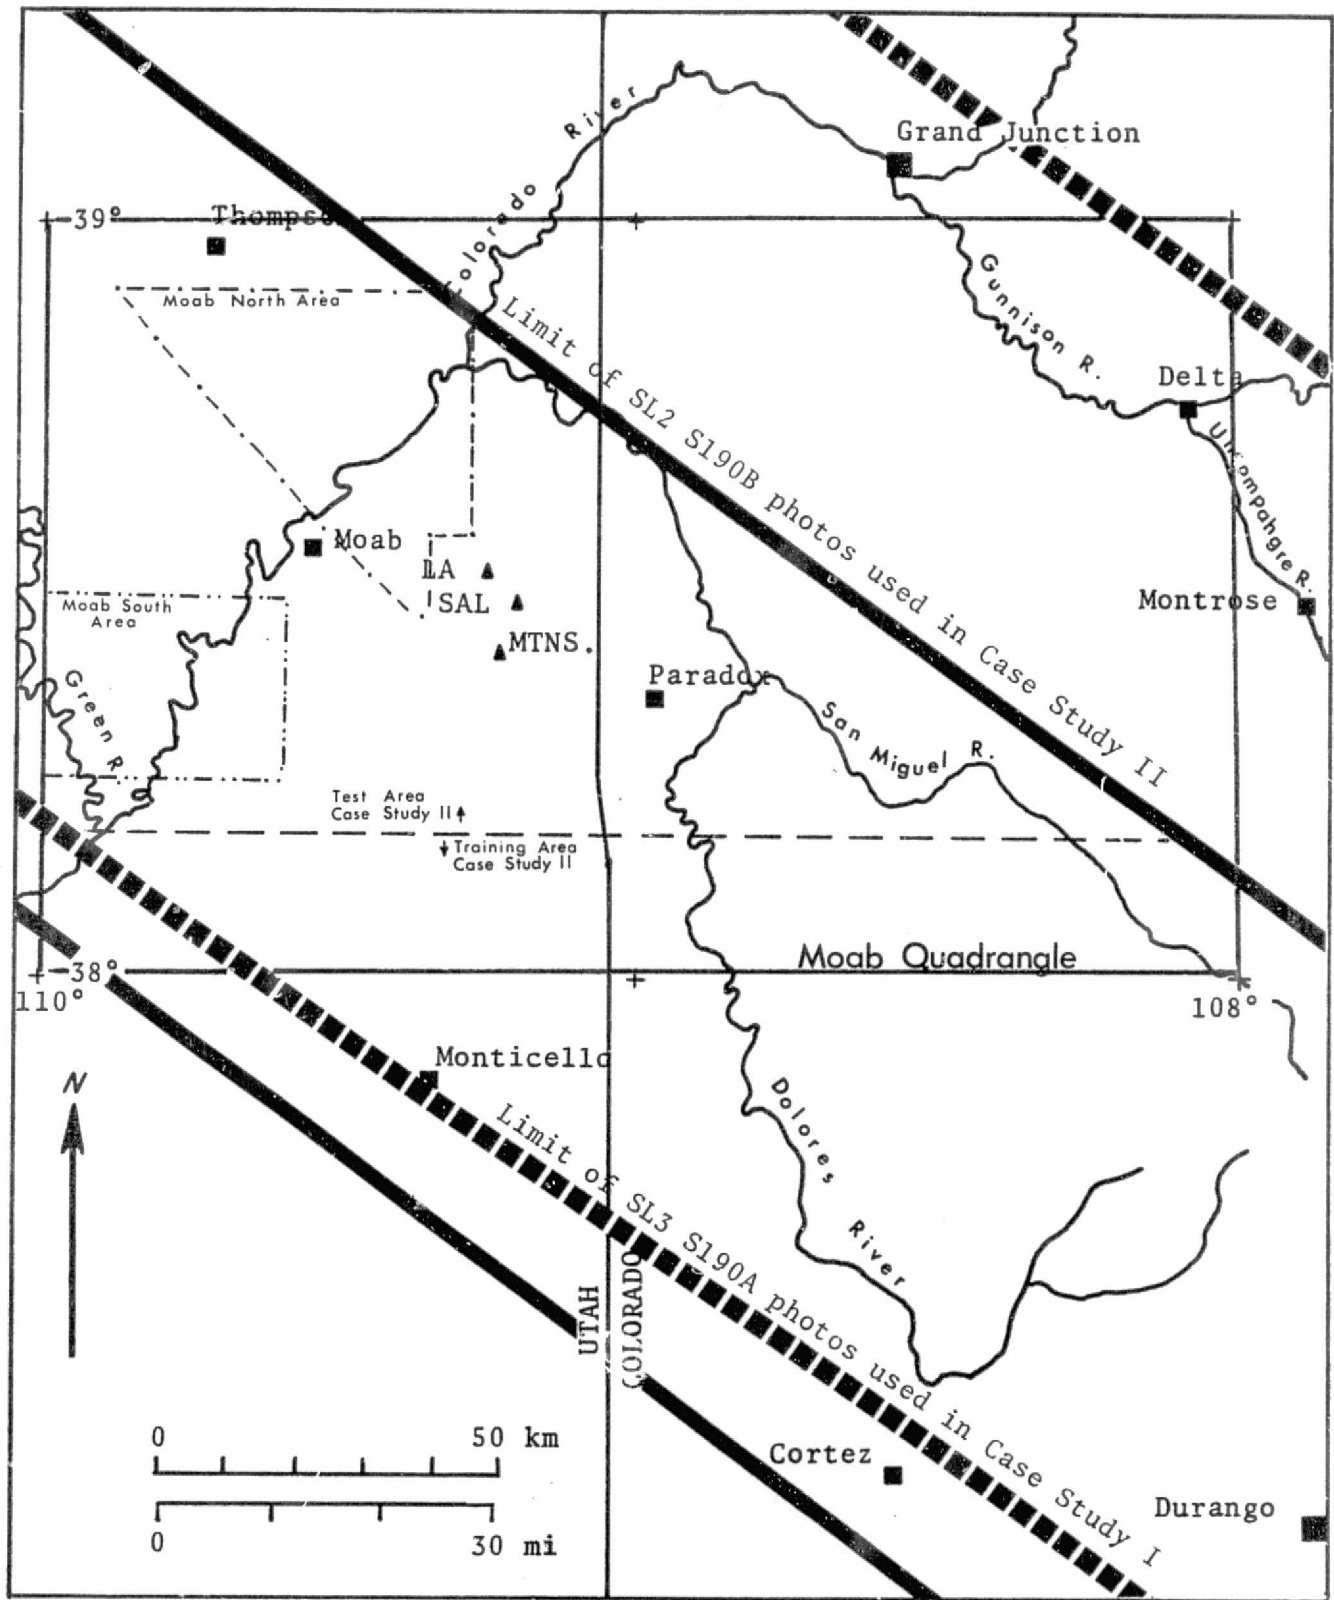 Colorado River
Grand Junction
39°
Thompso
Moab North Area
Limit of SL2 S190B photos used in Case Study II
Gunnison R.
Delta
Uncompahgre R.
Moab
LA
SAL
MTNS.
Moab South
Area
Montrose
Green R.
Paradox
San Miguel R.
Test Area
Case Study II
Training Area
Case Study II
Moab Quadrangle
38°
110°
108°
Monticello
N
Dolores River
Limit of SL3 S190A photos used in Case Study I
UTAH
COLORADO
0 50 km
0 30 mi
Cortez
Durango